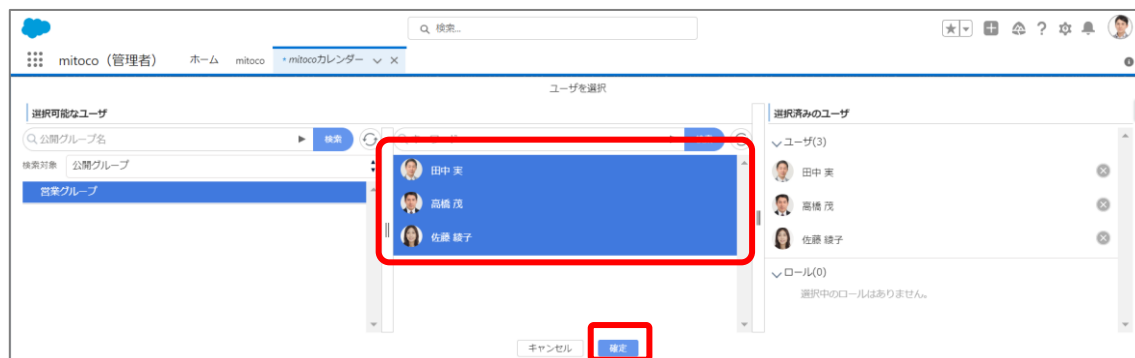 検索...
mitoco（管理者）
ホーム
mitoco
* mitocoカレンダー
ユーザを選択
選択可能なユーザ
公開グループ名
検索
検索対象
公開グループ
営業グループ
田中 実
高橋 茂
佐藤 綾子
選択済みのユーザ
ユーザ(3)
田中 実
高橋 茂
佐藤 綾子
ロール(0)
選択中のロールはありません。
キャンセル
確定